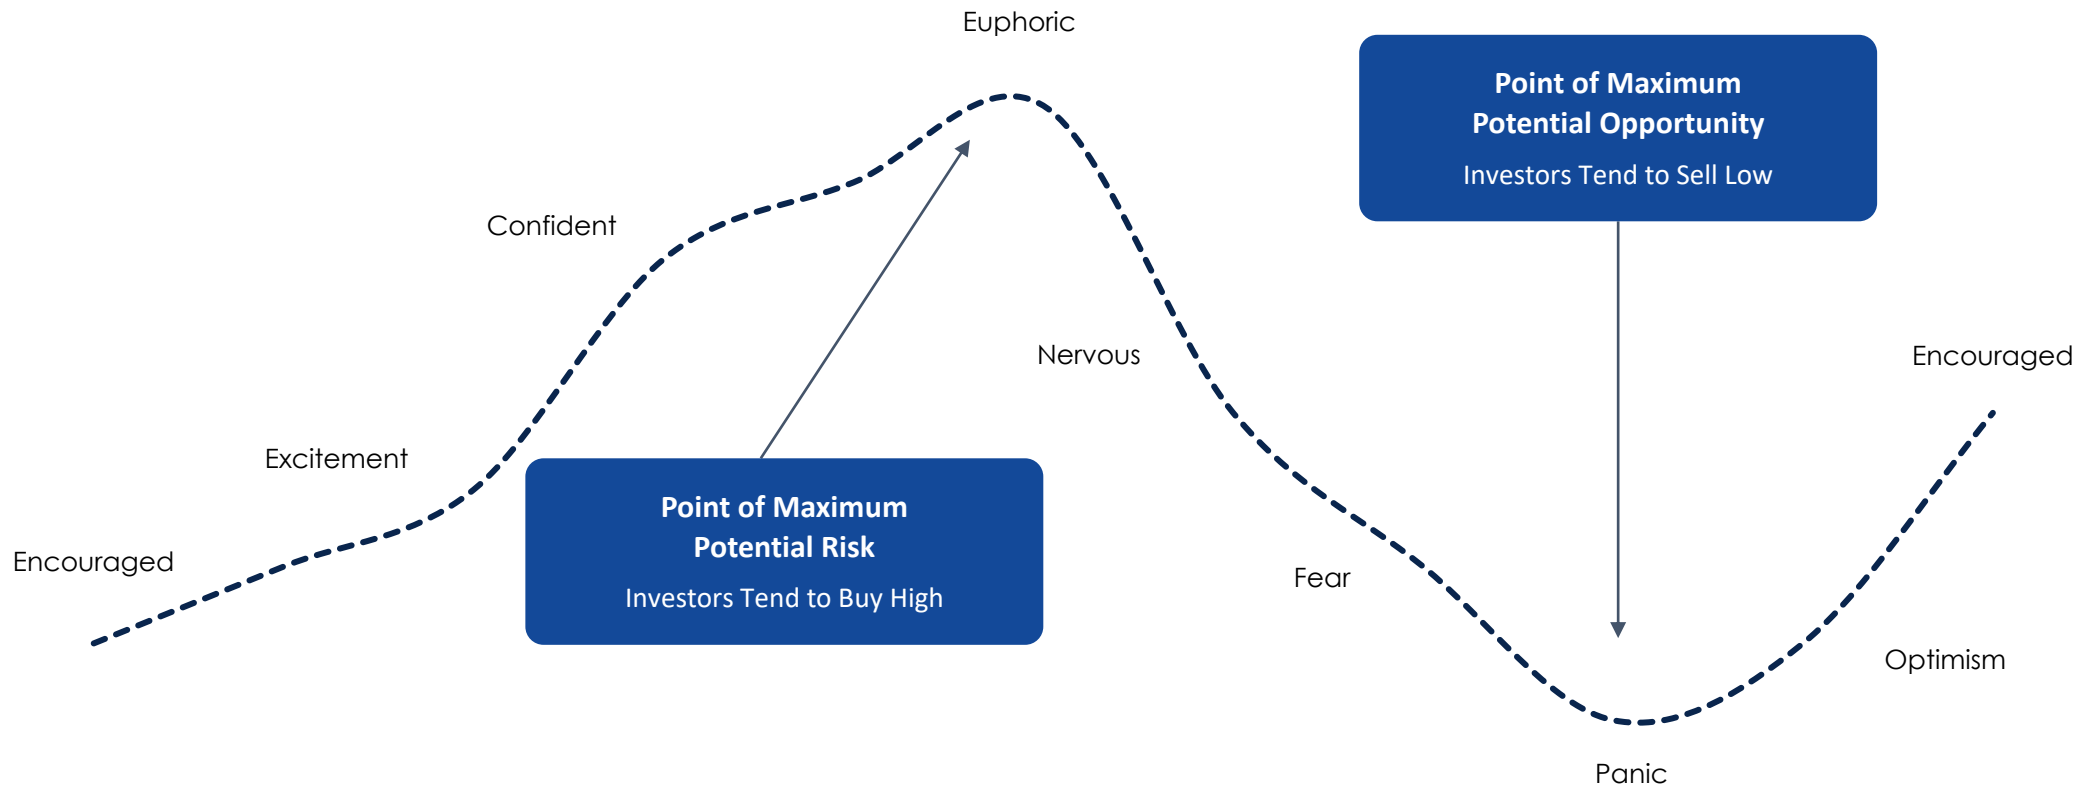 Euphoric
Point of Maximum
Potential Opportunity
Investors Tend to Sell Low
Confident
Nervous
Encouraged
Excitement
Point of Maximum
Potential Risk
Investors Tend to Buy High
Encouraged
Fear
Optimism
Panic